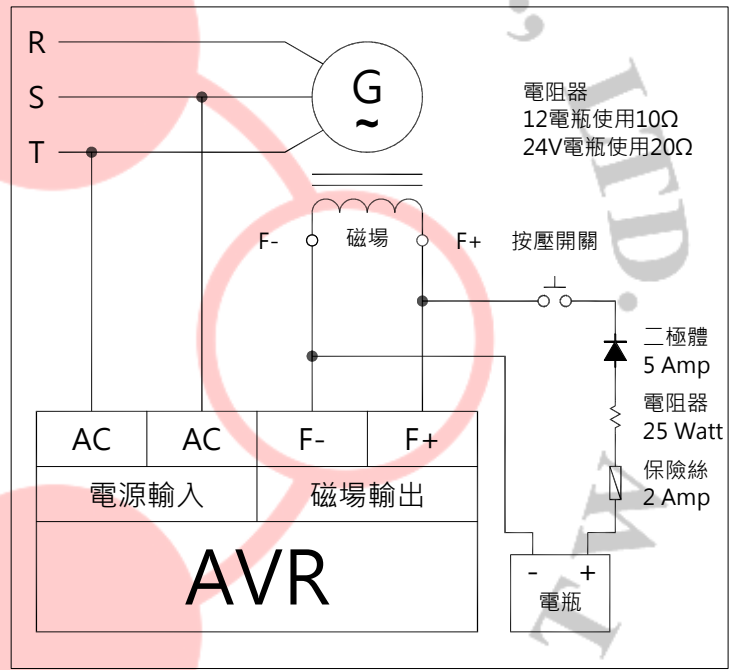 R
S
T
G
~
電阻器
12電瓶使用10Ω
24V電瓶使用20Ω
F-
磁場
F+
按壓開關
二極體
5 Amp
電阻器
25 Watt
保險絲
2 Amp
AC
AC
F-
F+
電源輸入
磁場輸出
AVR
- +
電瓶
., LTD.